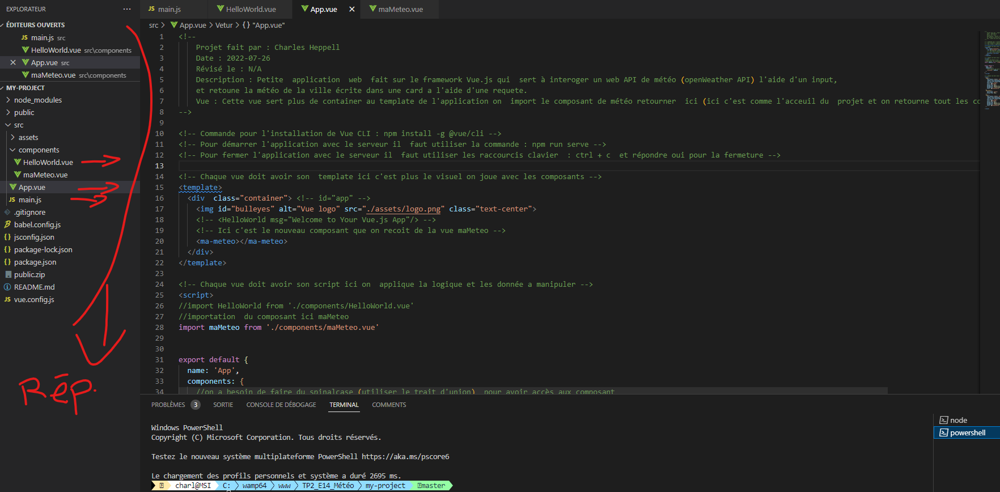 EXPLORATEUR ···
ÉDITEURS OUVERTS
JS main.js src
HelloWorld.vue src\components
App.vue src
maMeteo.vue src\components
MY-PROJECT
node_modules
public
src
assets
components
HelloWorld.vue
maMeteo.vue
App.vue
JS main.js
.gitignore
babel.config.js
{} jsconfig.json
{} package-lock.json
{} package.json
public.zip
README.md
JS vue.config.js
Rép.
JS main.js HelloWorld.vue App.vue maMeteo.vue
src > App.vue > Vetur > {} "App.vue"
1 <!--
2 Projet fait par : Charles Heppell
3 Date : 2022-07-26
4 Révisé le : N/A
5 Description : Petite  application  web  fait sur le framework Vue.js qui  sert à interoger un web API de météo (openWeather API) l'aide d'un input,
6 et retoune la météo de la ville écrite dans une card a l'aide d'une requete.
7 Vue : Cette vue sert plus de container au template de l'application on  import le composant de météo retourner  ici (ici c'est comme l'acceuil du  projet et on retourne tout les co
8 -->
9
10 <!-- Commande pour l'installation de Vue CLI : npm install -g @vue/cli -->
11 <!-- Pour démarrer l'application avec le serveur il  faut utiliser la commande : npm run serve -->
12 <!-- Pour fermer l'application avec le serveur il  faut utiliser les raccourcis clavier  : ctrl + c  et répondre oui pour la fermeture -->
13
14 <!-- Chaque vue doit avoir son  template ici c'est plus le visuel on joue avec les composants -->
15 <template>
16 <div  class="container"> <!-- id="app" -->
17 <img id="bulleyes" alt="Vue logo" src="./assets/logo.png" class="text-center">
18 <!-- <HelloWorld msg="Welcome to Your Vue.js App"/> -->
19 <!-- Ici c'est le nouveau composant que on recoit de la vue maMeteo -->
20 <ma-meteo></ma-meteo>
21 </div>
22 </template>
23
24 <!-- Chaque vue doit avoir son script ici on  applique la logique et les donnée a manipuler -->
25 <script>
26 //import HelloWorld from './components/HelloWorld.vue'
27 //importation  du composant ici maMeteo
28 import maMeteo from './components/maMeteo.vue'
29
30
31 export default {
32 name: 'App',
33 components: {
34 //on a besoin de faire du spinalcase (utiliser le trait d'union)  pour avoir accès aux composant
PROBLÈMES 3 SORTIE CONSOLE DE DÉBOGAGE TERMINAL COMMENTS
Windows PowerShell
Copyright (C) Microsoft Corporation. Tous droits réservés.
Testez le nouveau système multiplateforme PowerShell https://aka.ms/pscore6
Le chargement des profils personnels et système a duré 2695 ms.
charl@MSI C: wamp64 www TP2_E14_Météo my-project master
node
powershell